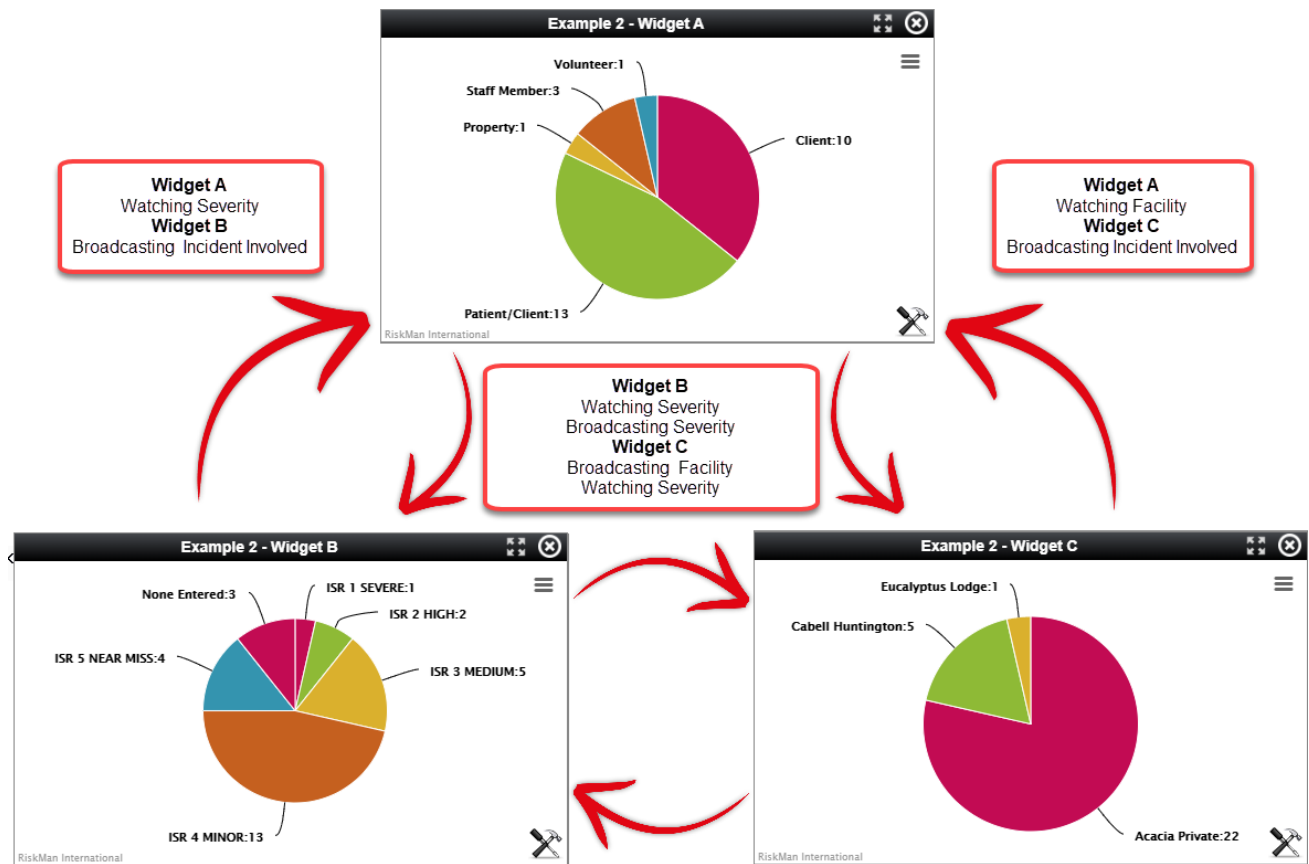 Example 2 - Widget A
Volunteer:1
Staff Member:3
Property:1
Client:10
Patient/Client:13
RiskMan International
Widget A
Watching Severity
Widget B
Broadcasting Incident Involved
Widget A
Watching Facility
Widget C
Broadcasting Incident Involved
Widget B
Watching Severity
Broadcasting Severity
Widget C
Broadcasting Facility
Watching Severity
Example 2 - Widget B
None Entered:3
ISR 1 SEVERE:1
ISR 2 HIGH:2
ISR 5 NEAR MISS:4
ISR 3 MEDIUM:5
ISR 4 MINOR:13
RiskMan International
Example 2 - Widget C
Eucalyptus Lodge:1
Cabell Huntington:5
Acacia Private:22
RiskMan International